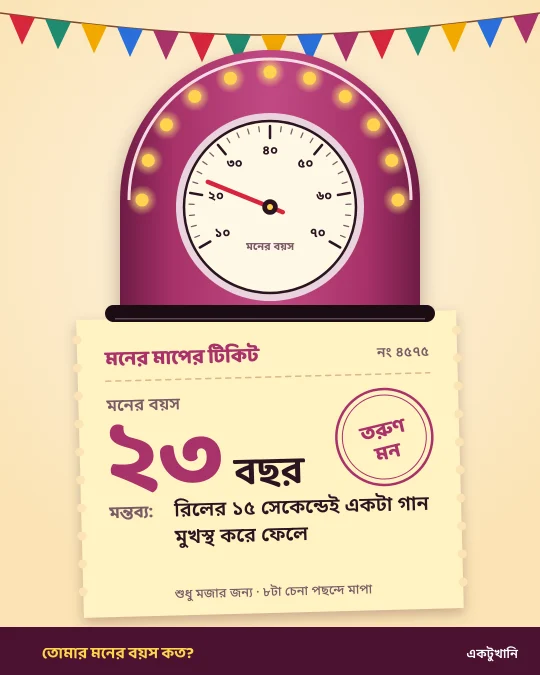 ১০
২০
৩০
৪০
৫০
৬০
৭০
মনের বয়স
মনের মাপের টিকিট
নং ৪৫৭৫
মনের বয়স
২৩ বছর
তরুণ
মন
মন্তব্য:
রিলের ১৫ সেকেন্ডেই একটা গান
মুখস্থ করে ফেলে
শুধু মজার জন্য · ৮টা চেনা পছন্দে মাপা
তোমার মনের বয়স কত?
একটুখানি